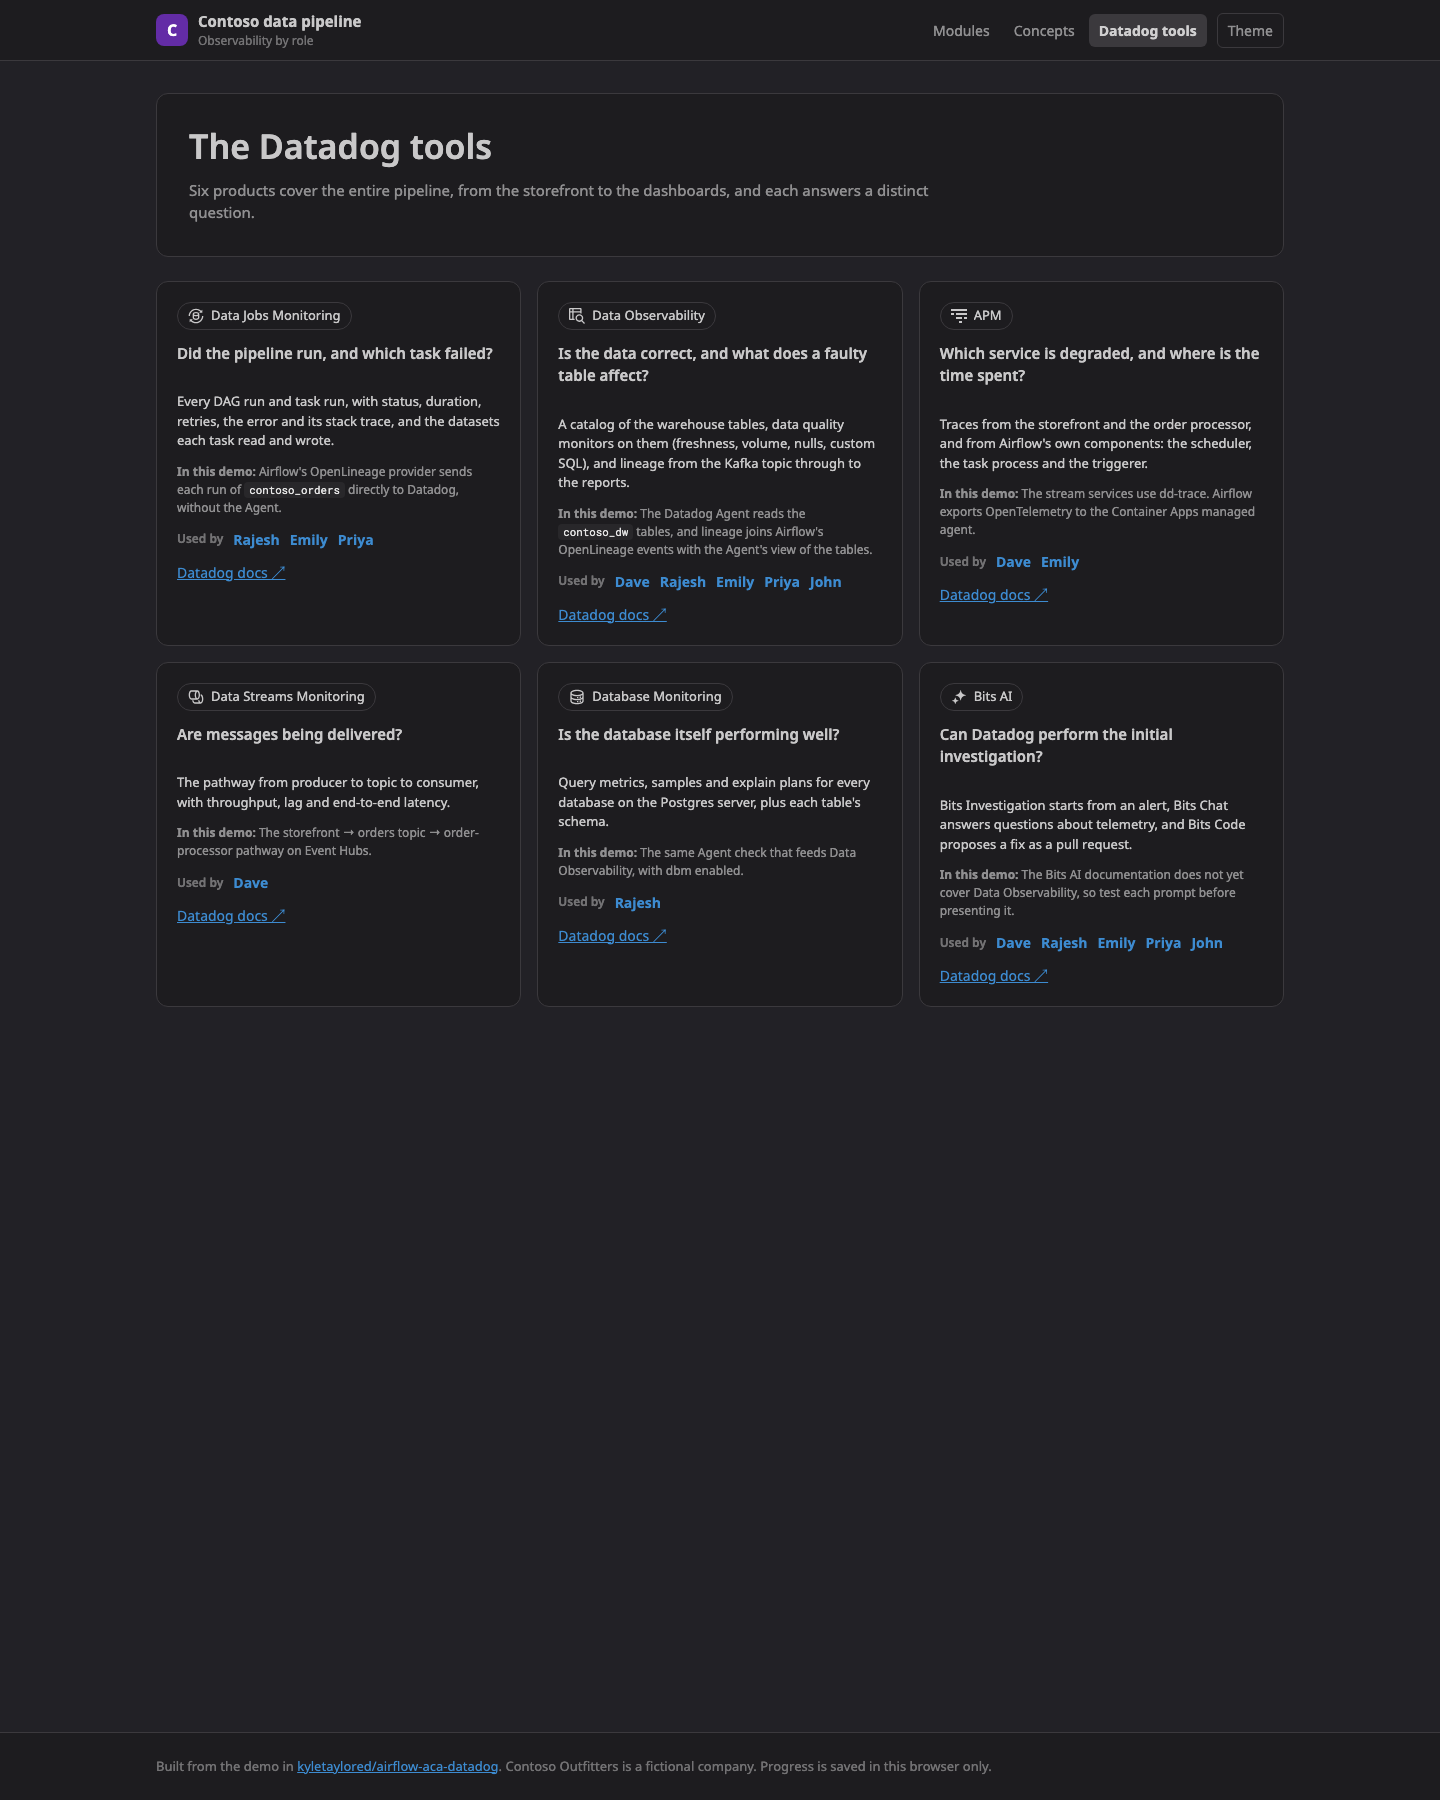 C
Contoso data pipeline
Observability by role
Modules
Concepts
Datadog tools
Theme
The Datadog tools
Six products cover the entire pipeline, from the storefront to the dashboards, and each answers a distinct
question.
Data Jobs Monitoring
Did the pipeline run, and which task failed?
Every DAG run and task run, with status, duration,
retries, the error and its stack trace, and the datasets
each task read and wrote.
In this demo: Airflow's OpenLineage provider sends
each run of contoso_orders directly to Datadog,
without the Agent.
Used by Rajesh Emily Priya
Datadog docs ↗
Data Observability
Is the data correct, and what does a faulty
table affect?
A catalog of the warehouse tables, data quality
monitors on them (freshness, volume, nulls, custom
SQL), and lineage from the Kafka topic through to
the reports.
In this demo: The Datadog Agent reads the
contoso_dw tables, and lineage joins Airflow's
OpenLineage events with the Agent's view of the tables.
Used by Dave Rajesh Emily Priya John
Datadog docs ↗
APM
Which service is degraded, and where is the
time spent?
Traces from the storefront and the order processor,
and from Airflow's own components: the scheduler,
the task process and the triggerer.
In this demo: The stream services use dd-trace. Airflow
exports OpenTelemetry to the Container Apps managed
agent.
Used by Dave Emily
Datadog docs ↗
Data Streams Monitoring
Are messages being delivered?
The pathway from producer to topic to consumer,
with throughput, lag and end-to-end latency.
In this demo: The storefront → orders topic → order-
processor pathway on Event Hubs.
Used by Dave
Datadog docs ↗
Database Monitoring
Is the database itself performing well?
Query metrics, samples and explain plans for every
database on the Postgres server, plus each table's
schema.
In this demo: The same Agent check that feeds Data
Observability, with dbm enabled.
Used by Rajesh
Datadog docs ↗
Bits AI
Can Datadog perform the initial
investigation?
Bits Investigation starts from an alert, Bits Chat
answers questions about telemetry, and Bits Code
proposes a fix as a pull request.
In this demo: The Bits AI documentation does not yet
cover Data Observability, so test each prompt before
presenting it.
Used by Dave Rajesh Emily Priya John
Datadog docs ↗
Built from the demo in kyletaylored/airflow-aca-datadog. Contoso Outfitters is a fictional company. Progress is saved in this browser only.